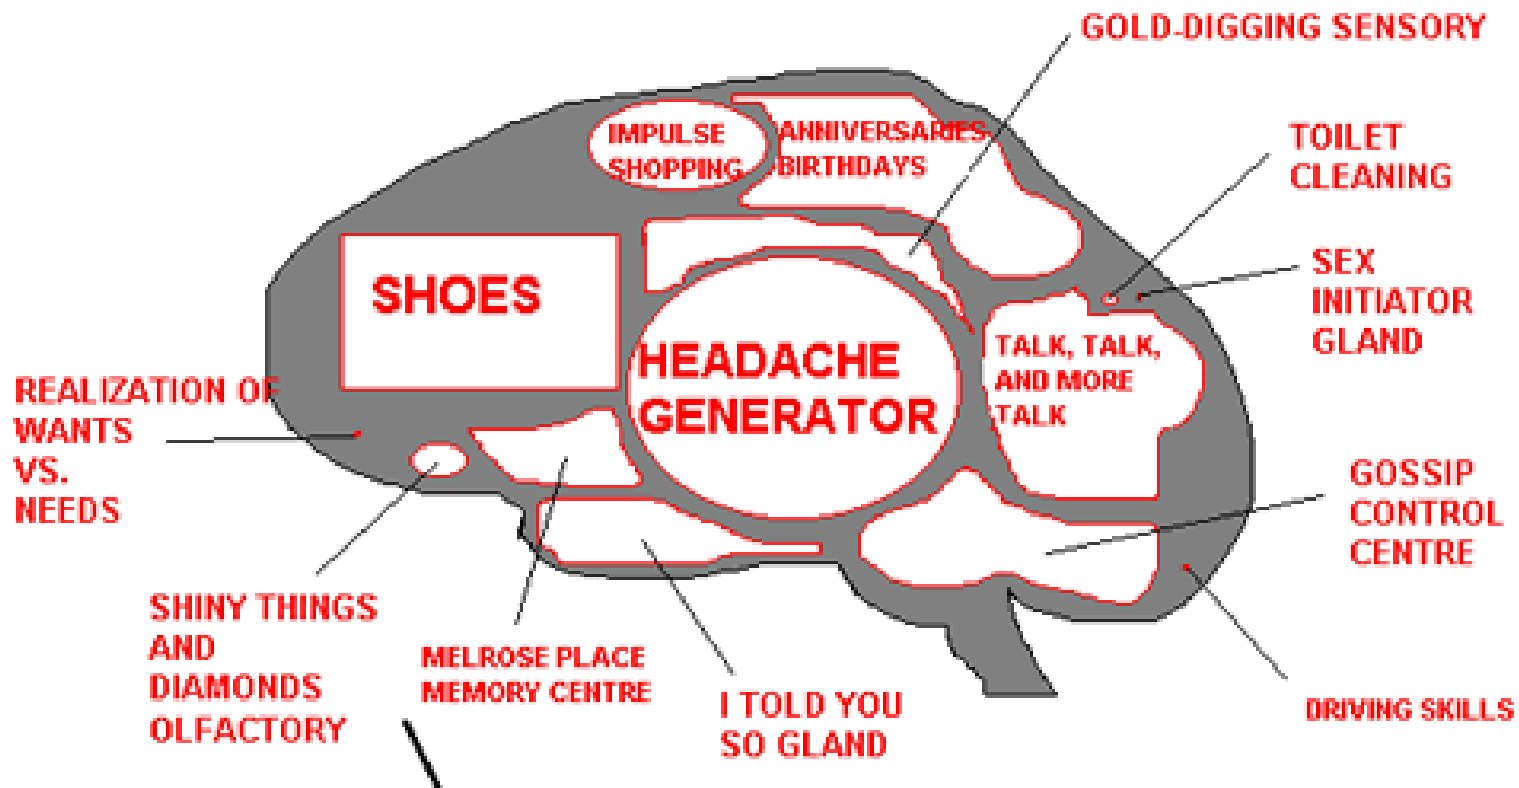 GOLD-DIGGING SENSORY
IMPULSE
SHOPPING
ANNIVERSARIES
BIRTHDAYS
TOILET
CLEANING
SEX
INITIATOR
GLAND
SHOES
HEADACHE
GENERATOR
TALK, TALK,
AND MORE
TALK
REALIZATION OF
WANTS
VS.
NEEDS
GOSSIP
CONTROL
CENTRE
SHINY THINGS
AND
DIAMONDS
OLFACTORY
MELROSE PLACE
MEMORY CENTRE
I TOLD YOU
SO GLAND
DRIVING SKILLS